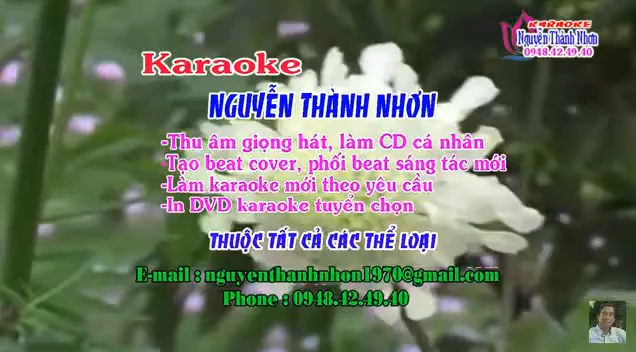 KARAOKE
Nguyễn Thành Nhơn
0948.42.49.40
Karaoke
NGUYỄN THÀNH NHƠN
-Thu âm giọng hát, làm CD cá nhân
-Tạo beat cover, phối beat sáng tác mới
-Làm karaoke mới theo yêu cầu
-In DVD karaoke tuyển chọn
THUỘC TẤT CẢ CÁC THỂ LOẠI
E-mail : nguyenthanhnhon1970@gmail.com
Phone : 0948.42.49.40